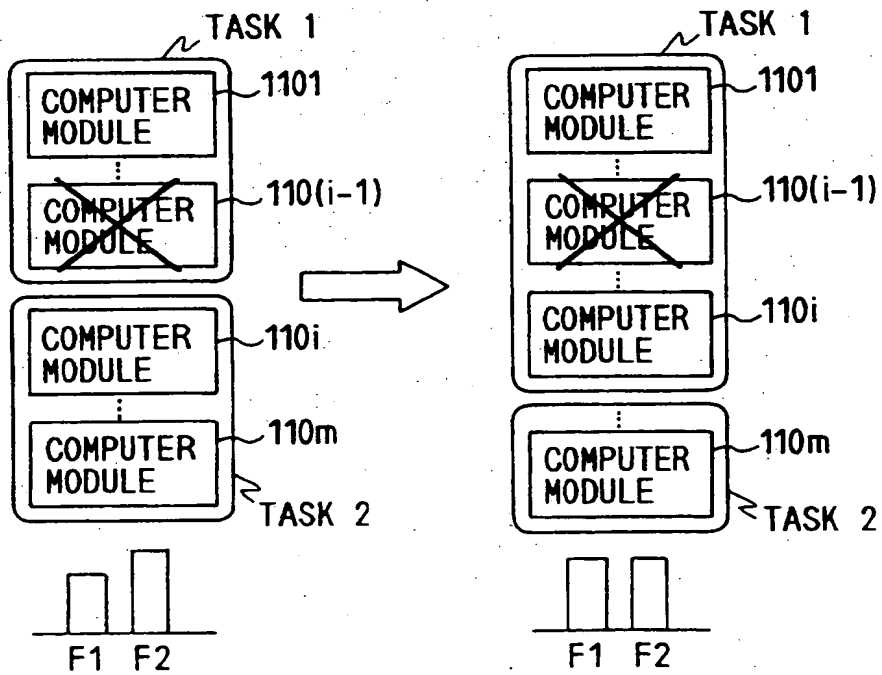 TASK 1
COMPUTER
MODULE
1101
COMPUTER
MODULE
110(i-1)
COMPUTER
MODULE
110i
COMPUTER
MODULE
110m
TASK 2
F1 F2
TASK 1
COMPUTER
MODULE
1101
COMPUTER
MODULE
110(i-1)
COMPUTER
MODULE
110i
COMPUTER
MODULE
110m
TASK 2
F1 F2